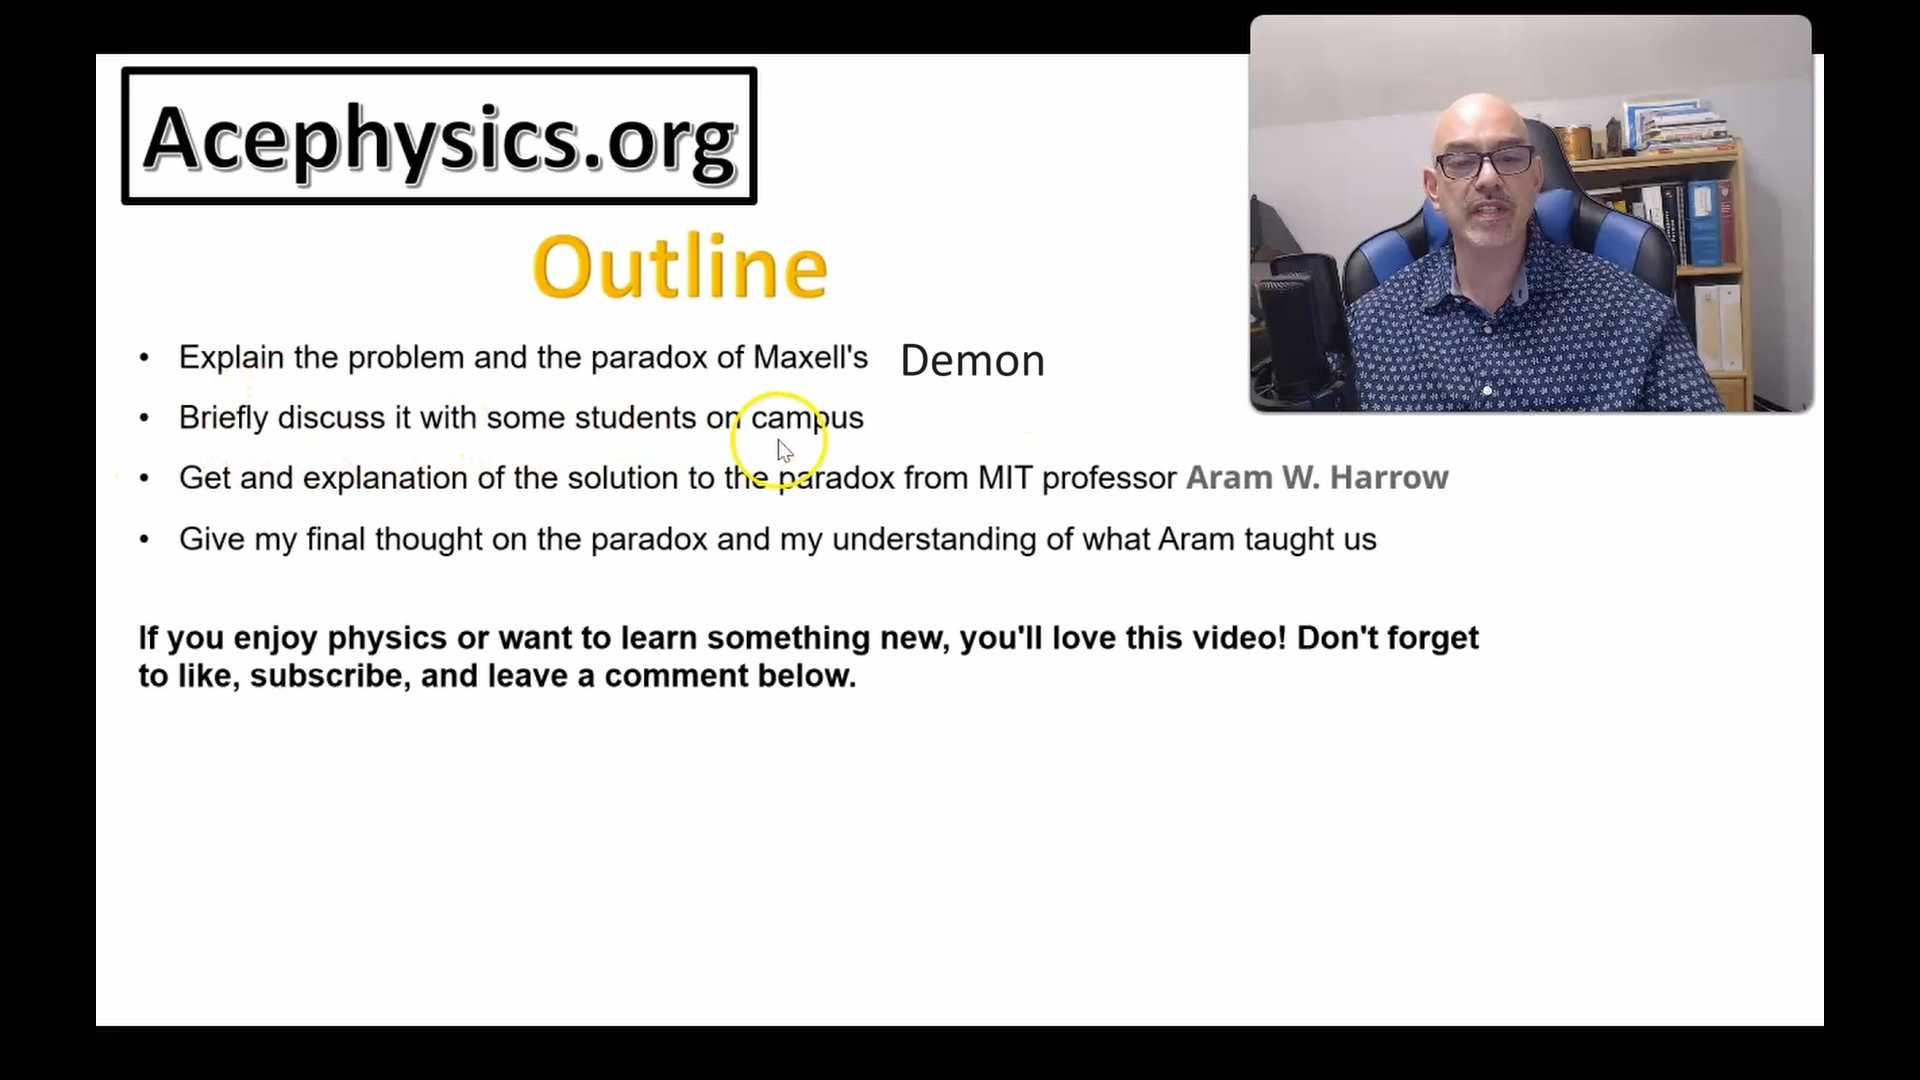 Acephysics.org
Outline
• Explain the problem and the paradox of Maxell's Demon
• Briefly discuss it with some students on campus
• Get and explanation of the solution to the paradox from MIT professor Aram W. Harrow
• Give my final thought on the paradox and my understanding of what Aram taught us
If you enjoy physics or want to learn something new, you'll love this video! Don't forget
to like, subscribe, and leave a comment below.